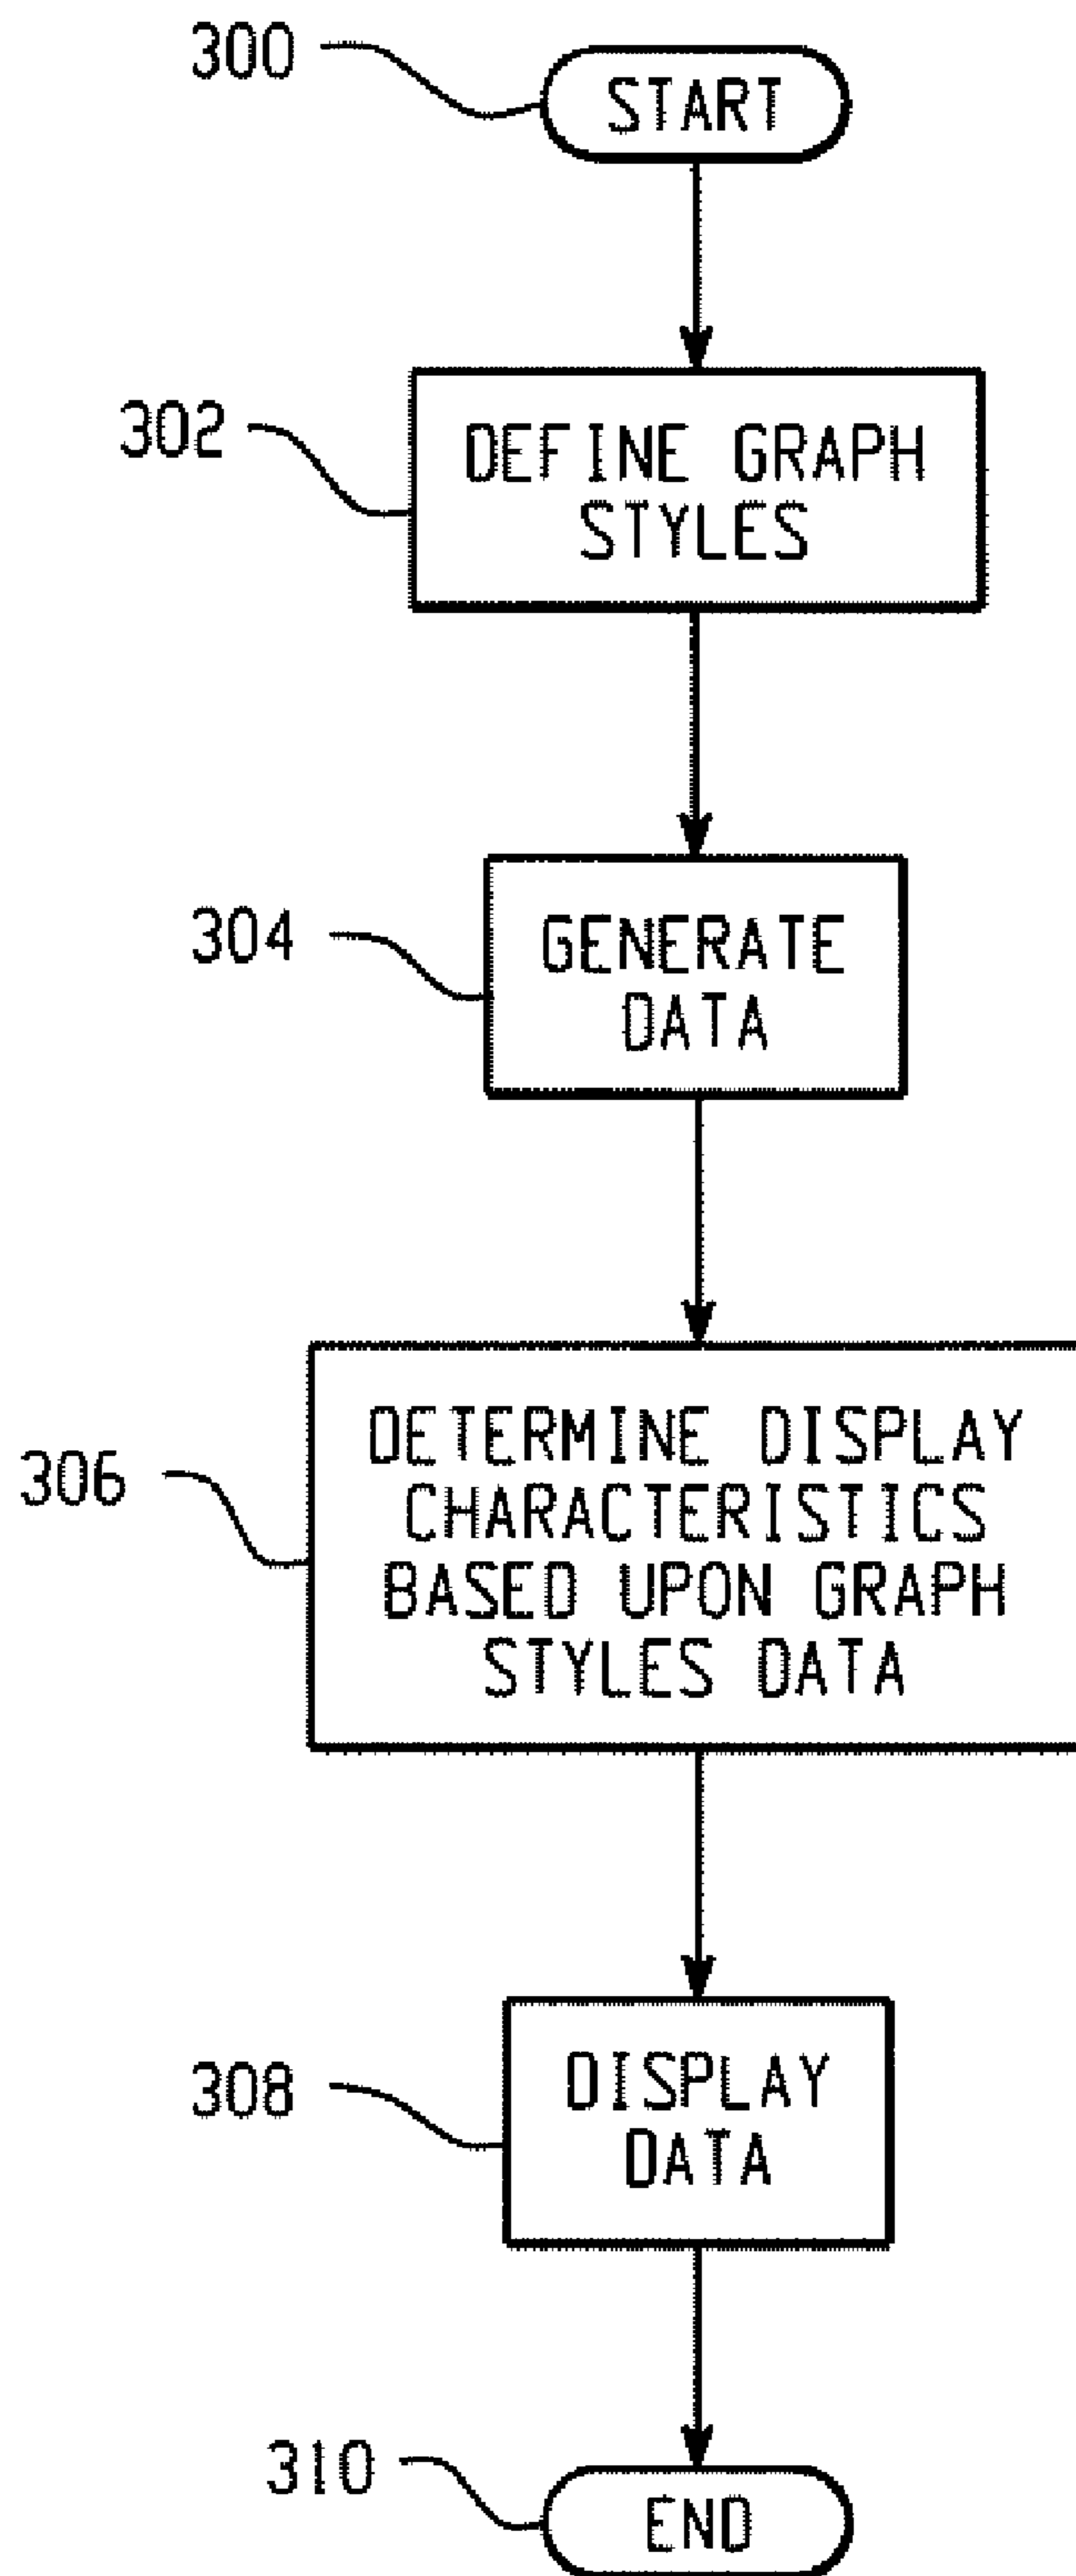 300
START
302
DEFINE GRAPH
STYLES
304
GENERATE
DATA
306
DETERMINE DISPLAY
CHARACTERISTICS
BASED UPON GRAPH
STYLES DATA
308
DISPLAY
DATA
310
END